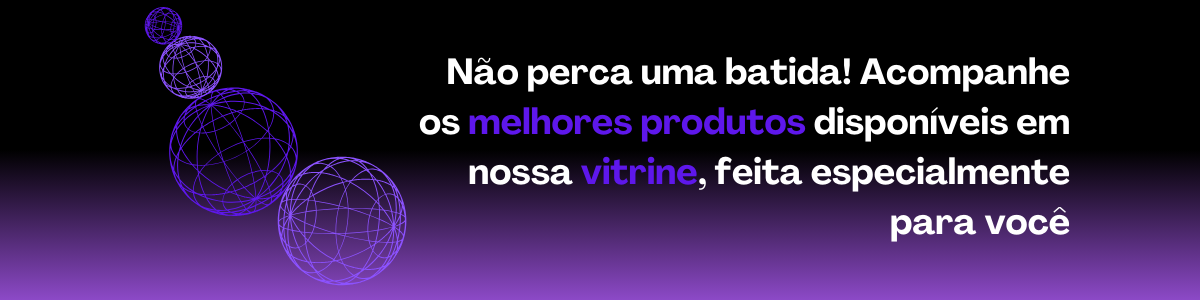 Não perca uma batida! Acompanhe
os melhores produtos disponíveis em
nossa vitrine, feita especialmente
para você